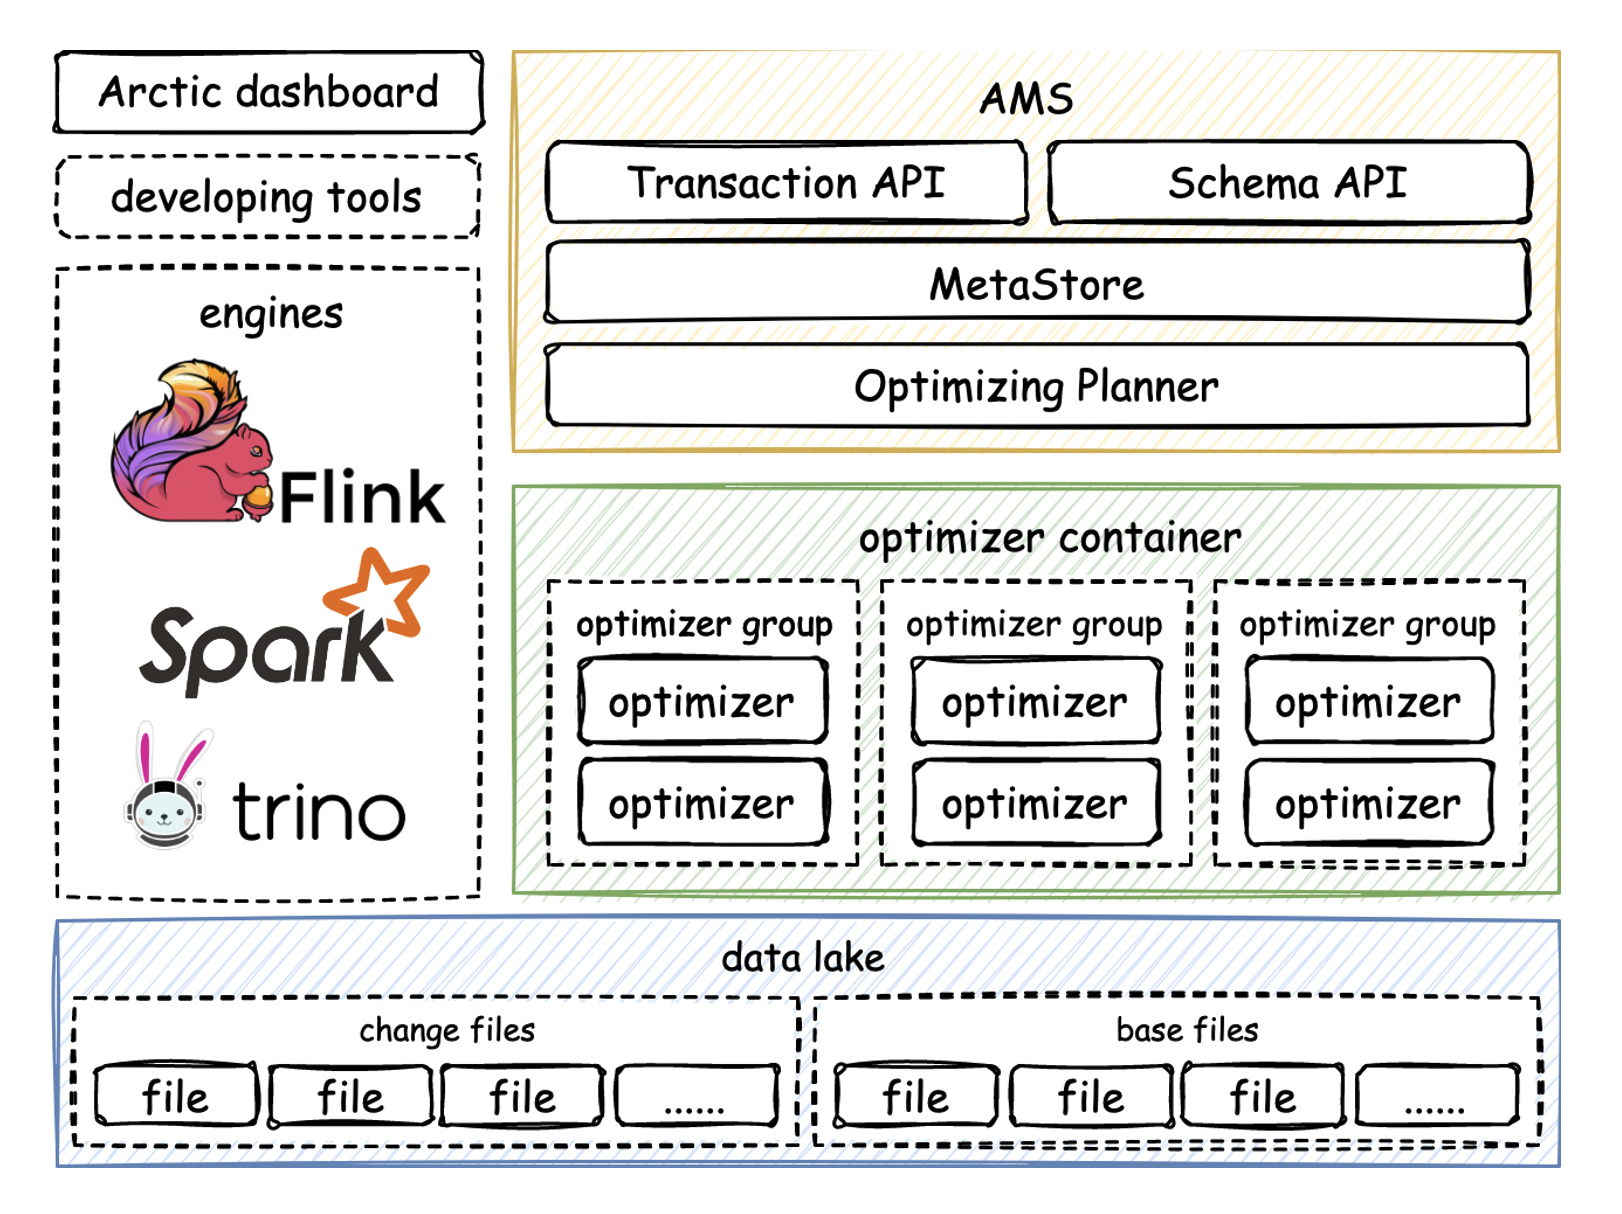 Arctic dashboard
developing tools
engines
Flink
Spark
trino
AMS
Transaction API
Schema API
MetaStore
Optimizing Planner
optimizer container
optimizer group
optimizer
optimizer
optimizer group
optimizer
optimizer
optimizer group
optimizer
optimizer
data lake
change files
file
file
file
......
base files
file
file
file
......